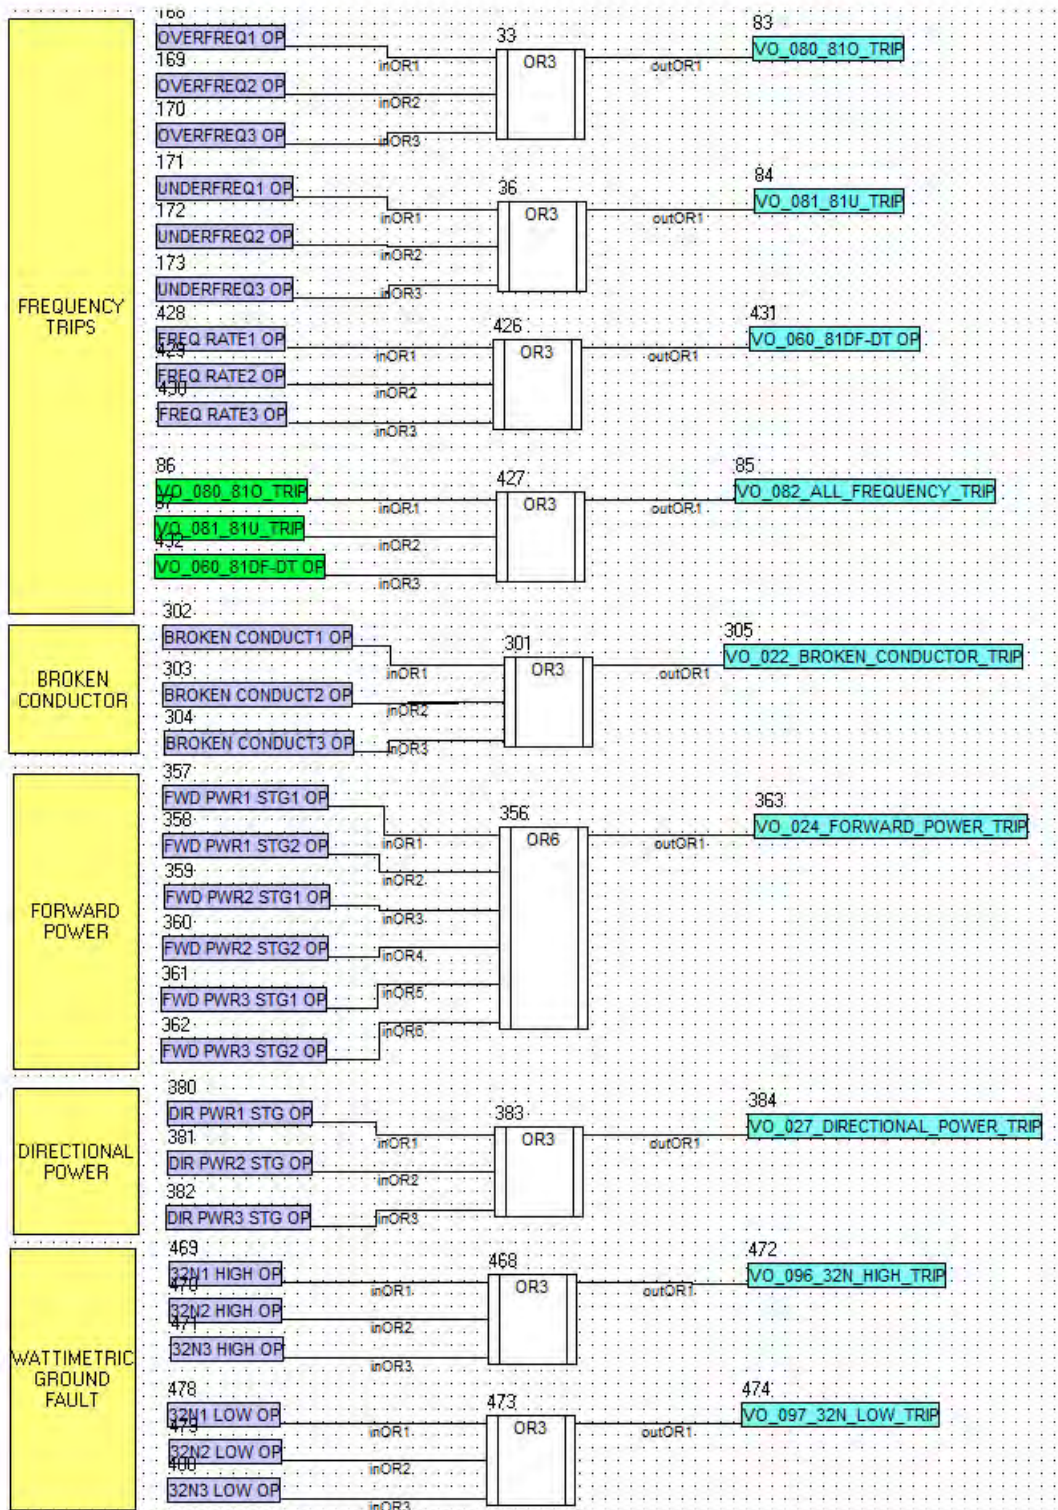 FREQUENCY
TRIPS
168
OVERFREQ1 OP
169
OVERFREQ2 OP
170
OVERFREQ3 OP
inOR1
inOR2
inOR3
33
OR3
outOR1
83
VO_080_81O_TRIP
171
UNDERFREQ1 OP
172
UNDERFREQ2 OP
173
UNDERFREQ3 OP
inOR1
inOR2
inOR3
36
OR3
outOR1
84
VO_081_81U_TRIP
428
FREQ RATE1 OP
429
FREQ RATE2 OP
430
FREQ RATE3 OP
inOR1
inOR2
inOR3
426
OR3
outOR1
431
VO_060_81DF-DT OP
86
VO_080_81O_TRIP
87
VO_081_81U_TRIP
432
VO_060_81DF-DT OP
inOR1
inOR2
inOR3
427
OR3
outOR1
85
VO_082_ALL_FREQUENCY_TRIP
BROKEN
CONDUCTOR
302
BROKEN CONDUCT1 OP
303
BROKEN CONDUCT2 OP
304
BROKEN CONDUCT3 OP
inOR1
inOR2
inOR3
301
OR3
outOR1
305
VO_022_BROKEN_CONDUCTOR_TRIP
FORWARD
POWER
357
FWD PWR1 STG1 OP
358
FWD PWR1 STG2 OP
359
FWD PWR2 STG1 OP
360
FWD PWR2 STG2 OP
361
FWD PWR3 STG1 OP
362
FWD PWR3 STG2 OP
inOR1
inOR2
inOR3
inOR4
inOR5
inOR6
356
OR6
outOR1
363
VO_024_FORWARD_POWER_TRIP
DIRECTIONAL
POWER
380
DIR PWR1 STG OP
381
DIR PWR2 STG OP
382
DIR PWR3 STG OP
inOR1
inOR2
inOR3
383
OR3
outOR1
384
VO_027_DIRECTIONAL_POWER_TRIP
WATTIMETRIC
GROUND
FAULT
469
32N1 HIGH OP
470
32N2 HIGH OP
471
32N3 HIGH OP
inOR1
inOR2
inOR3
468
OR3
outOR1
472
VO_096_32N_HIGH_TRIP
478
32N1 LOW OP
479
32N2 LOW OP
32N3 LOW OP
inOR1
inOR2
inOR3
473
OR3
outOR1
474
VO_097_32N_LOW_TRIP